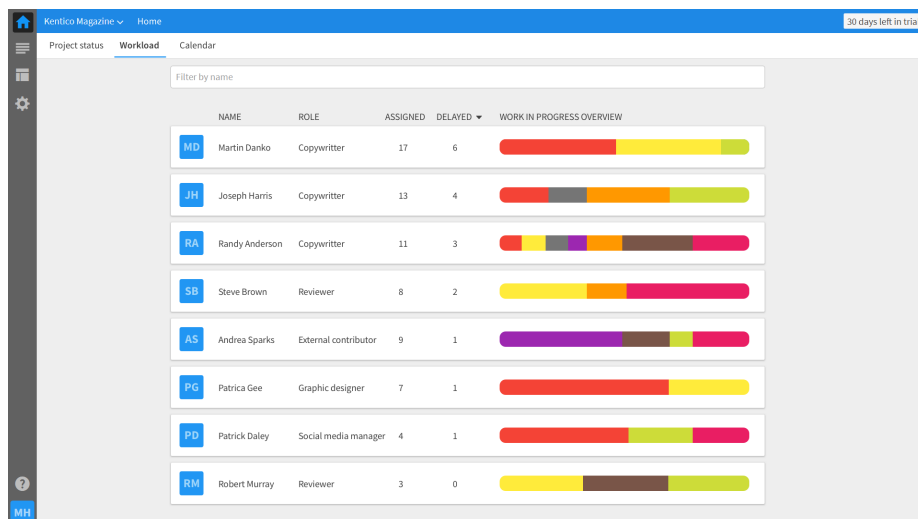 Kentico Magazine Home 30 days left in tria
Project status Workload Calendar
Filter by name
NAME ROLE ASSIGNED DELAYED WORK IN PROGRESS OVERVIEW
MD Martin Danko Copywritter 17 6
JH Joseph Harris Copywritter 13 4
RA Randy Anderson Copywritter 11 3
SB Steve Brown Reviewer 8 2
AS Andrea Sparks External contributor 9 1
PG Patrica Gee Graphic designer 7 1
PD Patrick Daley Social media manager 4 1
RM Robert Murray Reviewer 3 0
?
MH